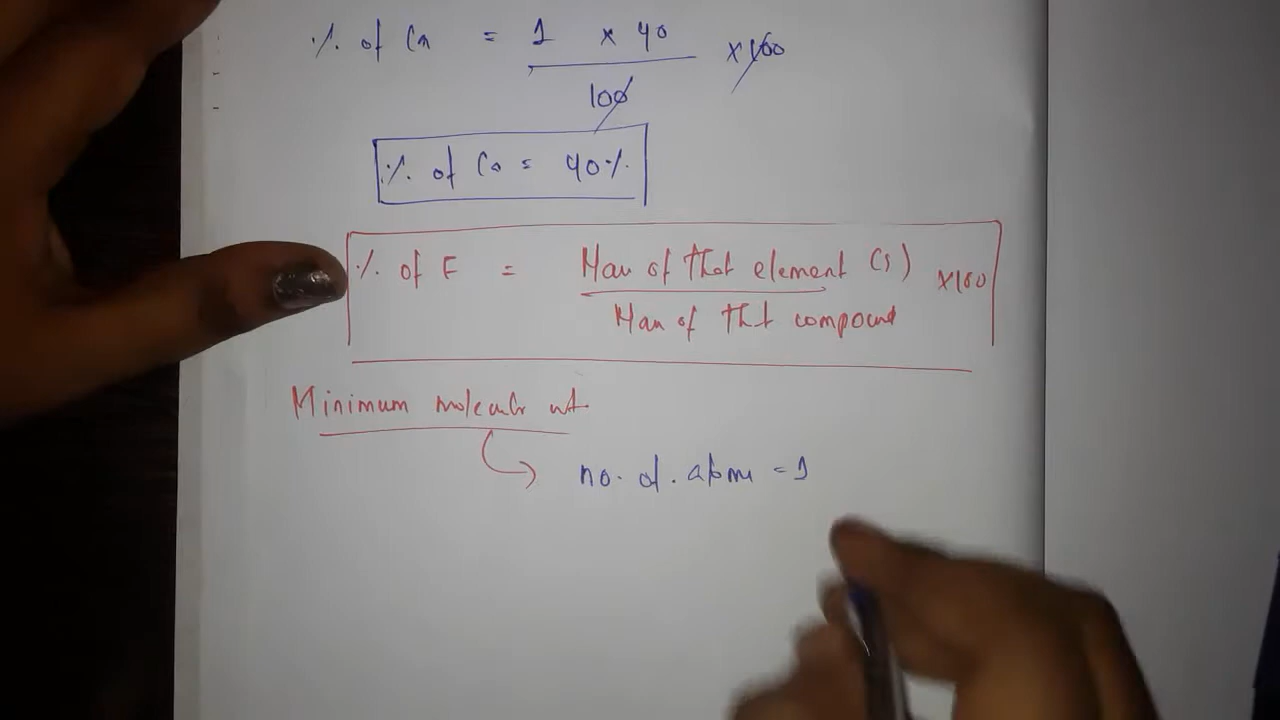 % of Ca = 1 × 40 ×100
100
% of Ca = 40%
% of E = Mass of that element (s) ×100
Mass of tht compound
Minimum molecular wt.
no. of. atoms = 1